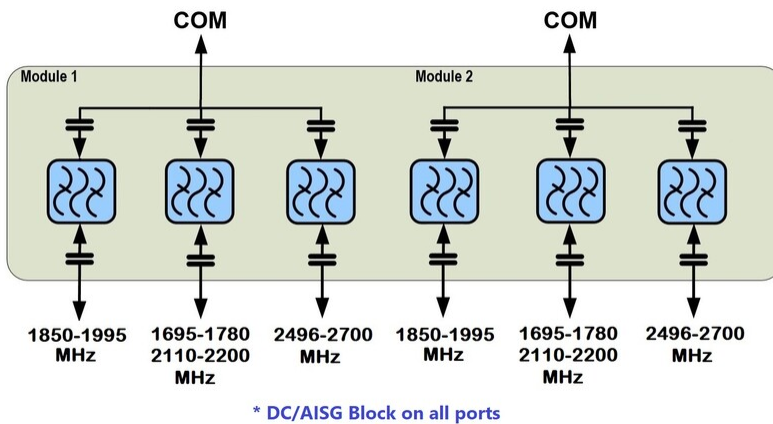 COM COM
Module 1 Module 2
1850-1995 1695-1780 2496-2700 1850-1995 1695-1780 2496-2700
MHz 2110-2200 MHz MHz 2110-2200 MHz
MHz MHz
* DC/AISG Block on all ports